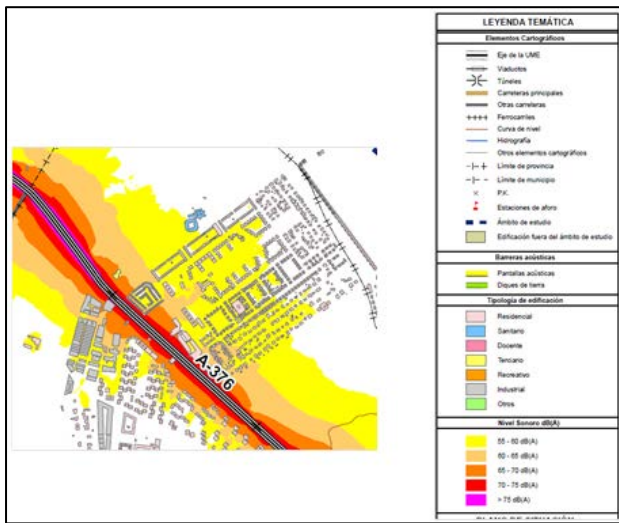 A-376
LEYENDA TEMÁTICA
Elementos Cartográficos
Eje de la UME
Viaductos
Túneles
Carreteras principales
Otras carreteras
Ferrocarriles
Curva de nivel
Hidrografía
Otros elementos cartográficos
Límite de provincia
Límite de municipio
P.K.
Estaciones de aforo
Ámbito de estudio
Edificación fuera del ámbito de estudio
Barreras acústicas
Pantallas acústicas
Diques de tierra
Tipología de edificación
Residencial
Sanitario
Docente
Terciario
Recreativo
Industrial
Otros
Nivel Sonoro dB(A)
55 - 60 dB(A)
60 - 65 dB(A)
65 - 70 dB(A)
70 - 75 dB(A)
> 75 dB(A)
PLANO DE SITUACIÓN